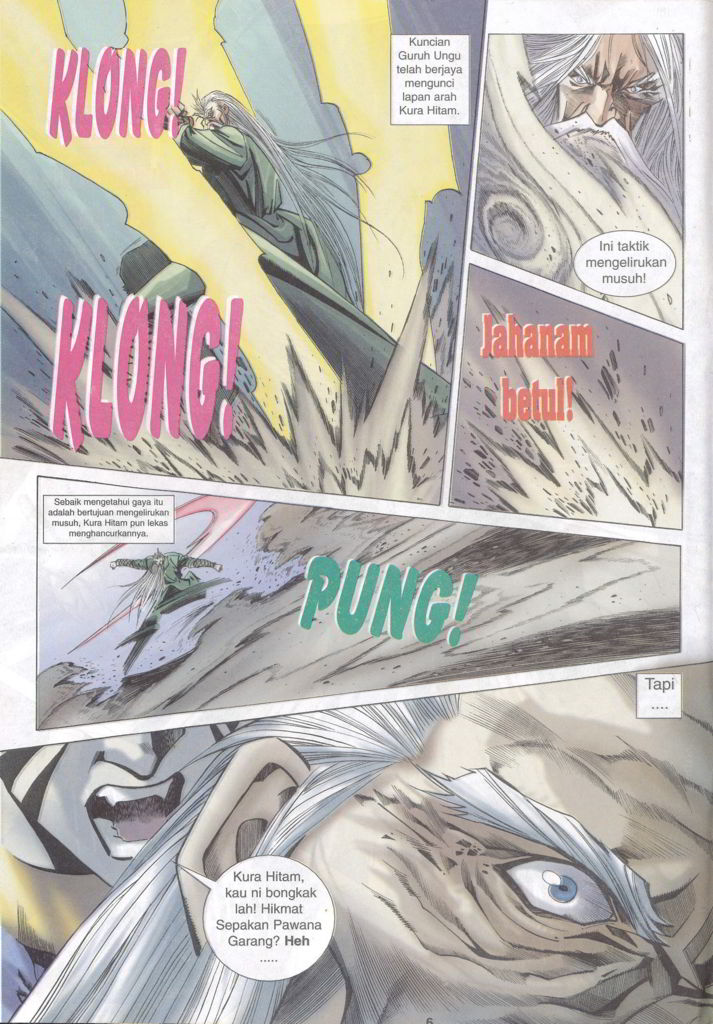 KLONG!
Kuncian
Guruh Ungu
telah berjaya
mengunci
lapan arah
Kura Hitam.
KLONG!
Ini taktik
mengelirukan
musuh!
Jahanam
betul!
Sebaik mengetahui gaya itu
adalah bertujuan mengelirukan
musuh, Kura Hitam pun lekas
menghancurkannya.
PUNG!
Tapi
....
Kura Hitam,
kau ni bongkak
lah! Hikmat
Sepakan Pawana
Garang? Heh
.....
6